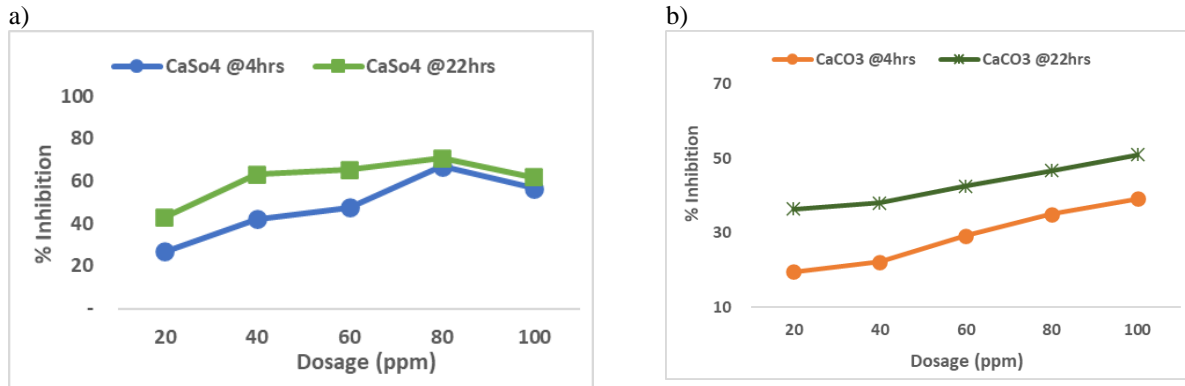 a)
CaSo4 @4hrs CaSo4 @22hrs
100
80
60
40
20
-
% Inhibition
20 40 60 80 100
Dosage (ppm)
b)
CaCO3 @4hrs CaCO3 @22hrs
70
50
30
10
% Inhibition
20 40 60 80 100
Dosage (ppm)